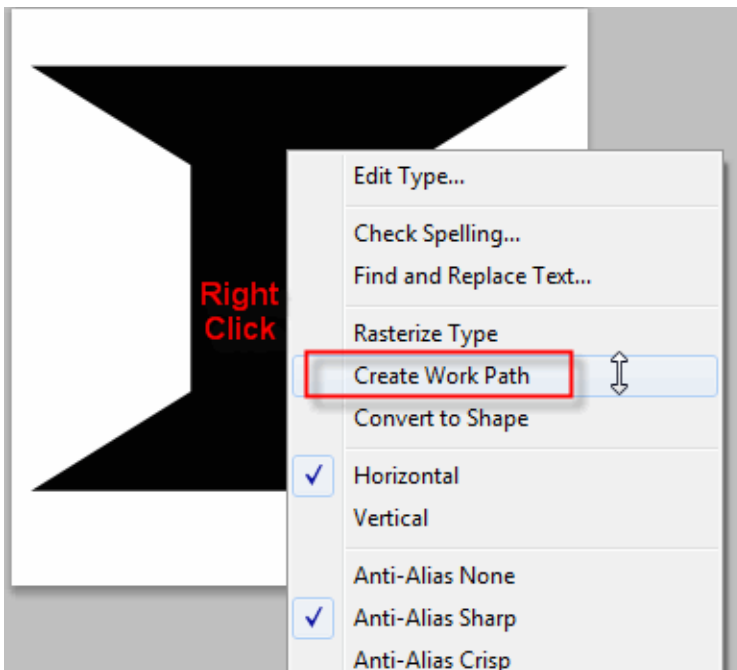 Edit Type...
Check Spelling...
Find and Replace Text...
Right
Click
Rasterize Type
Create Work Path
Convert to Shape
Horizontal
Vertical
Anti-Alias None
Anti-Alias Sharp
Anti-Alias Crisp